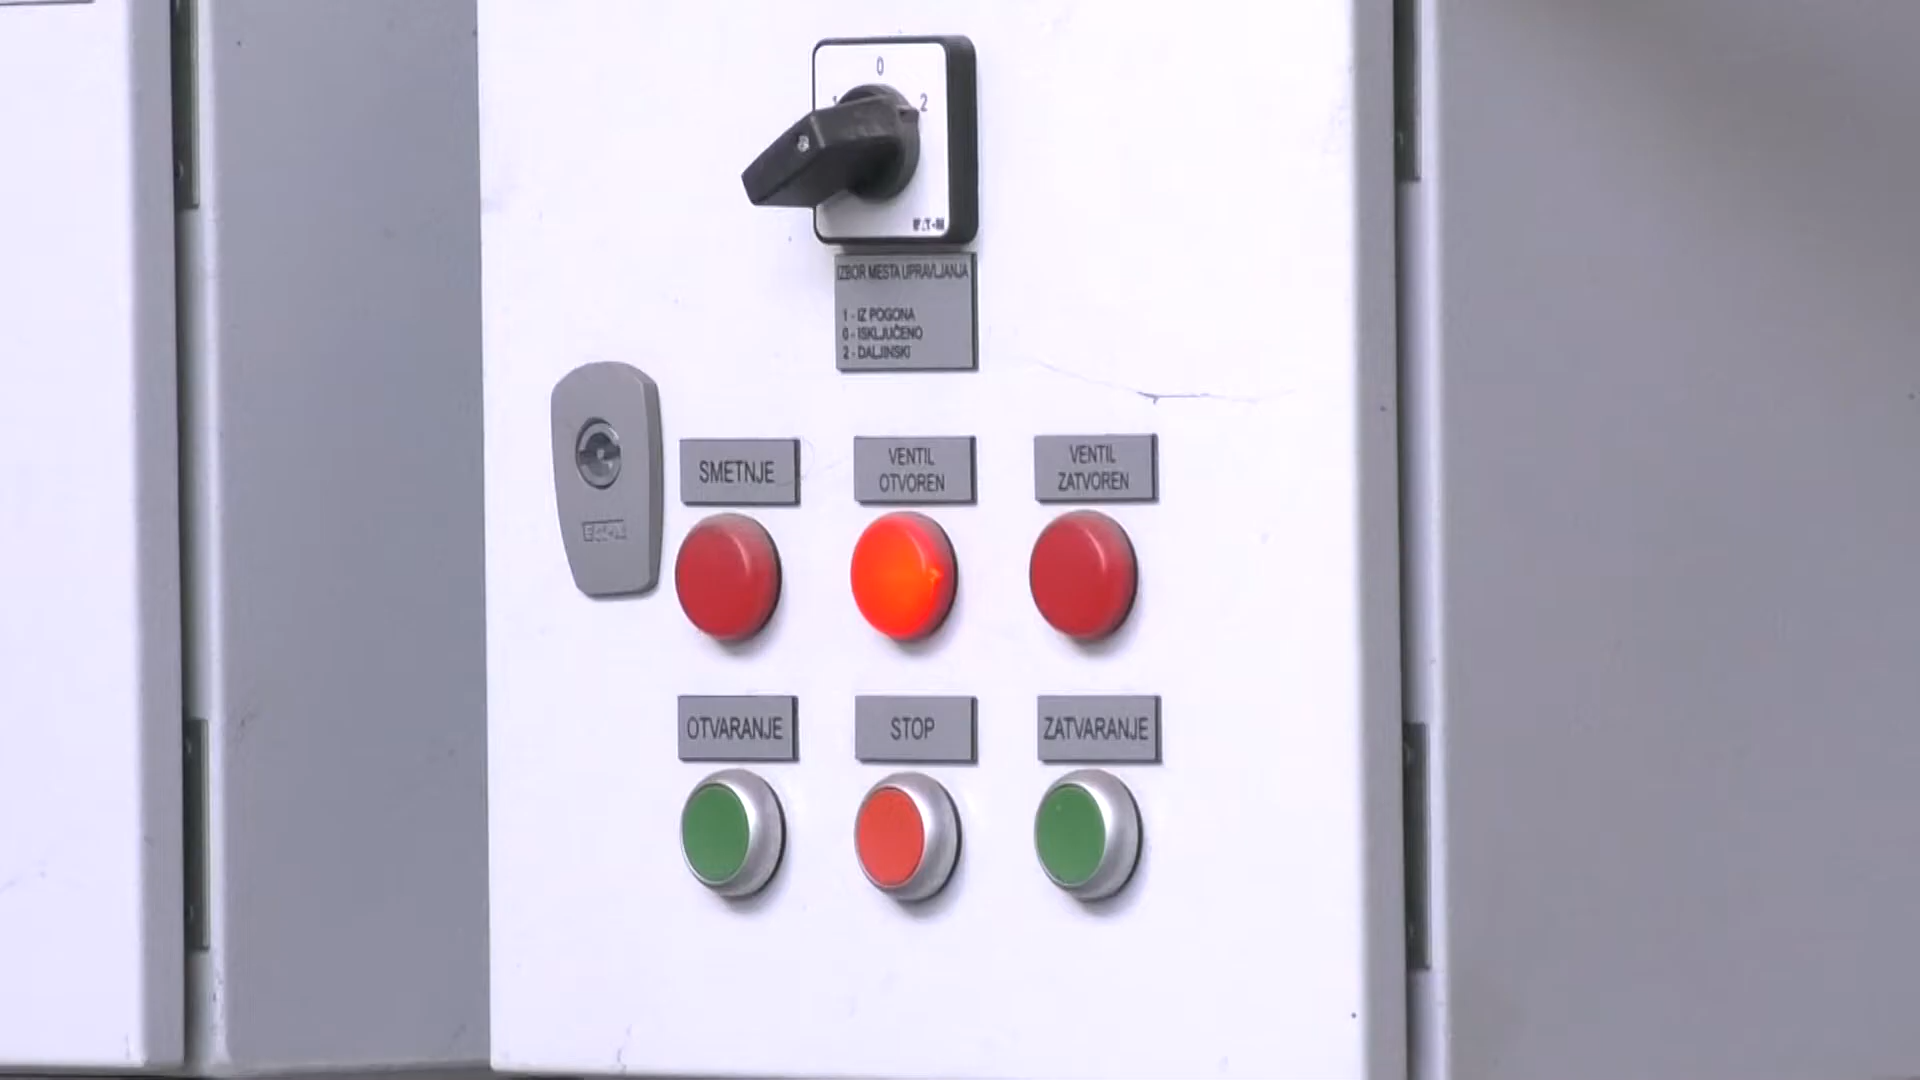 0
1
2
EATON
IZBOR MESTA UPRAVLJANJA
1 - IZ POGONA
0 - ISKLJUČENO
2 - DALJINSKI
SMETNJE
VENTIL
OTVOREN
VENTIL
ZATVOREN
OTVARANJE
STOP
ZATVARANJE